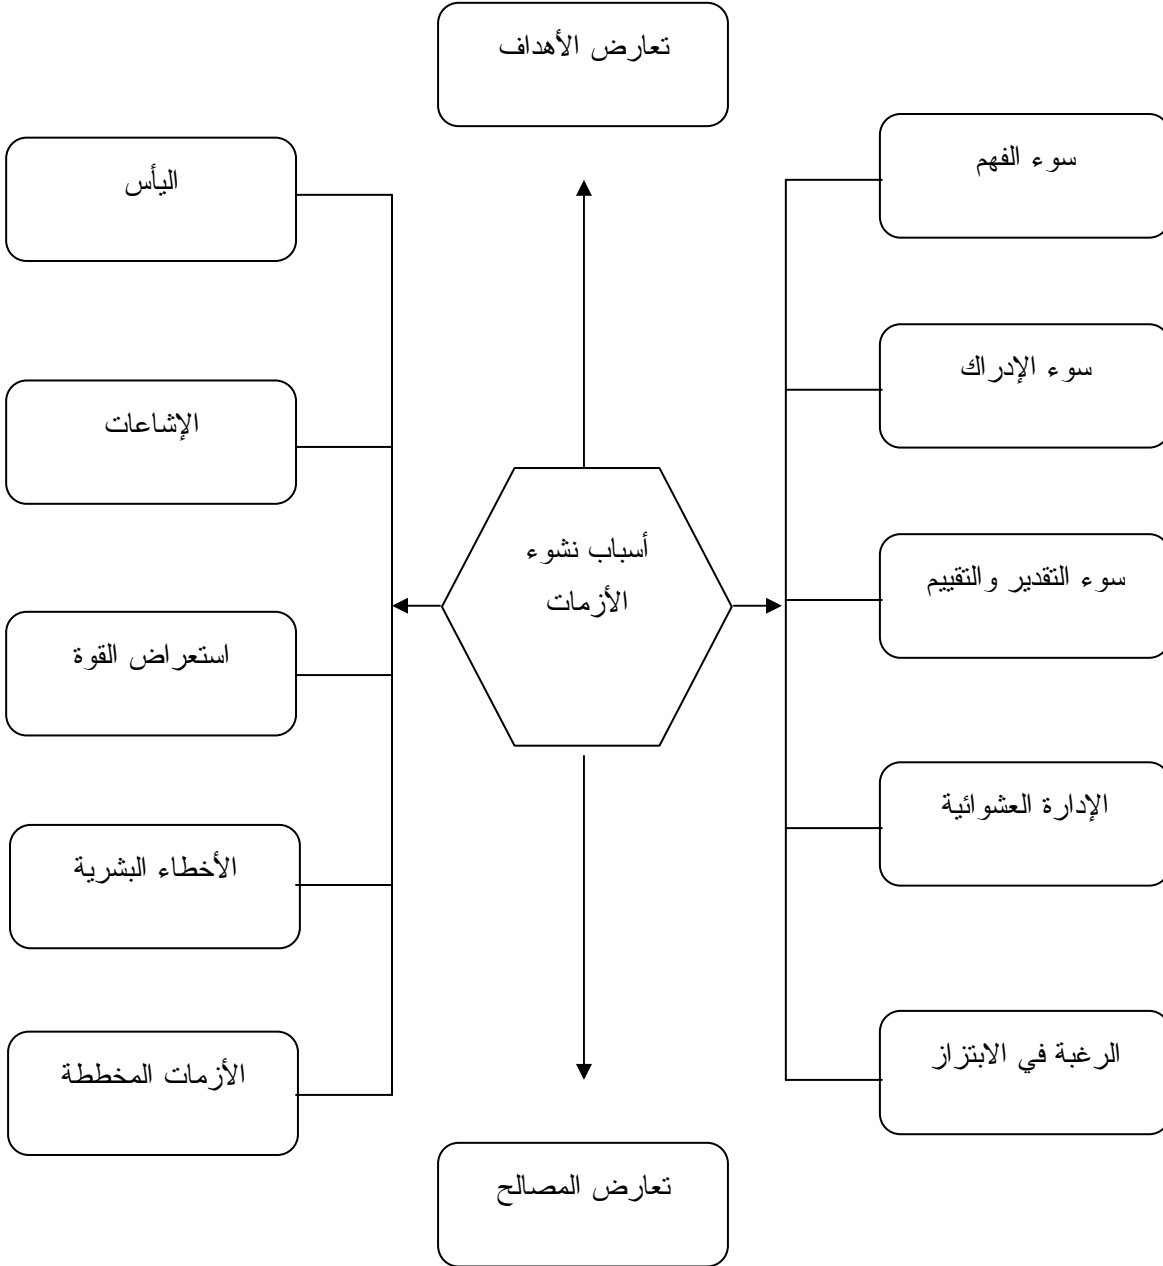 تعارض الأهداف
سوء الفهم
اليأس
سوء الإدراك
الإشاعات
أسباب نشوء
الأزمات
سوء التقدير والتقييم
استعراض القوة
الإدارة العشوائية
الأخطاء البشرية
الرغبة في الابتزاز
الأزمات المخططة
تعارض المصالح